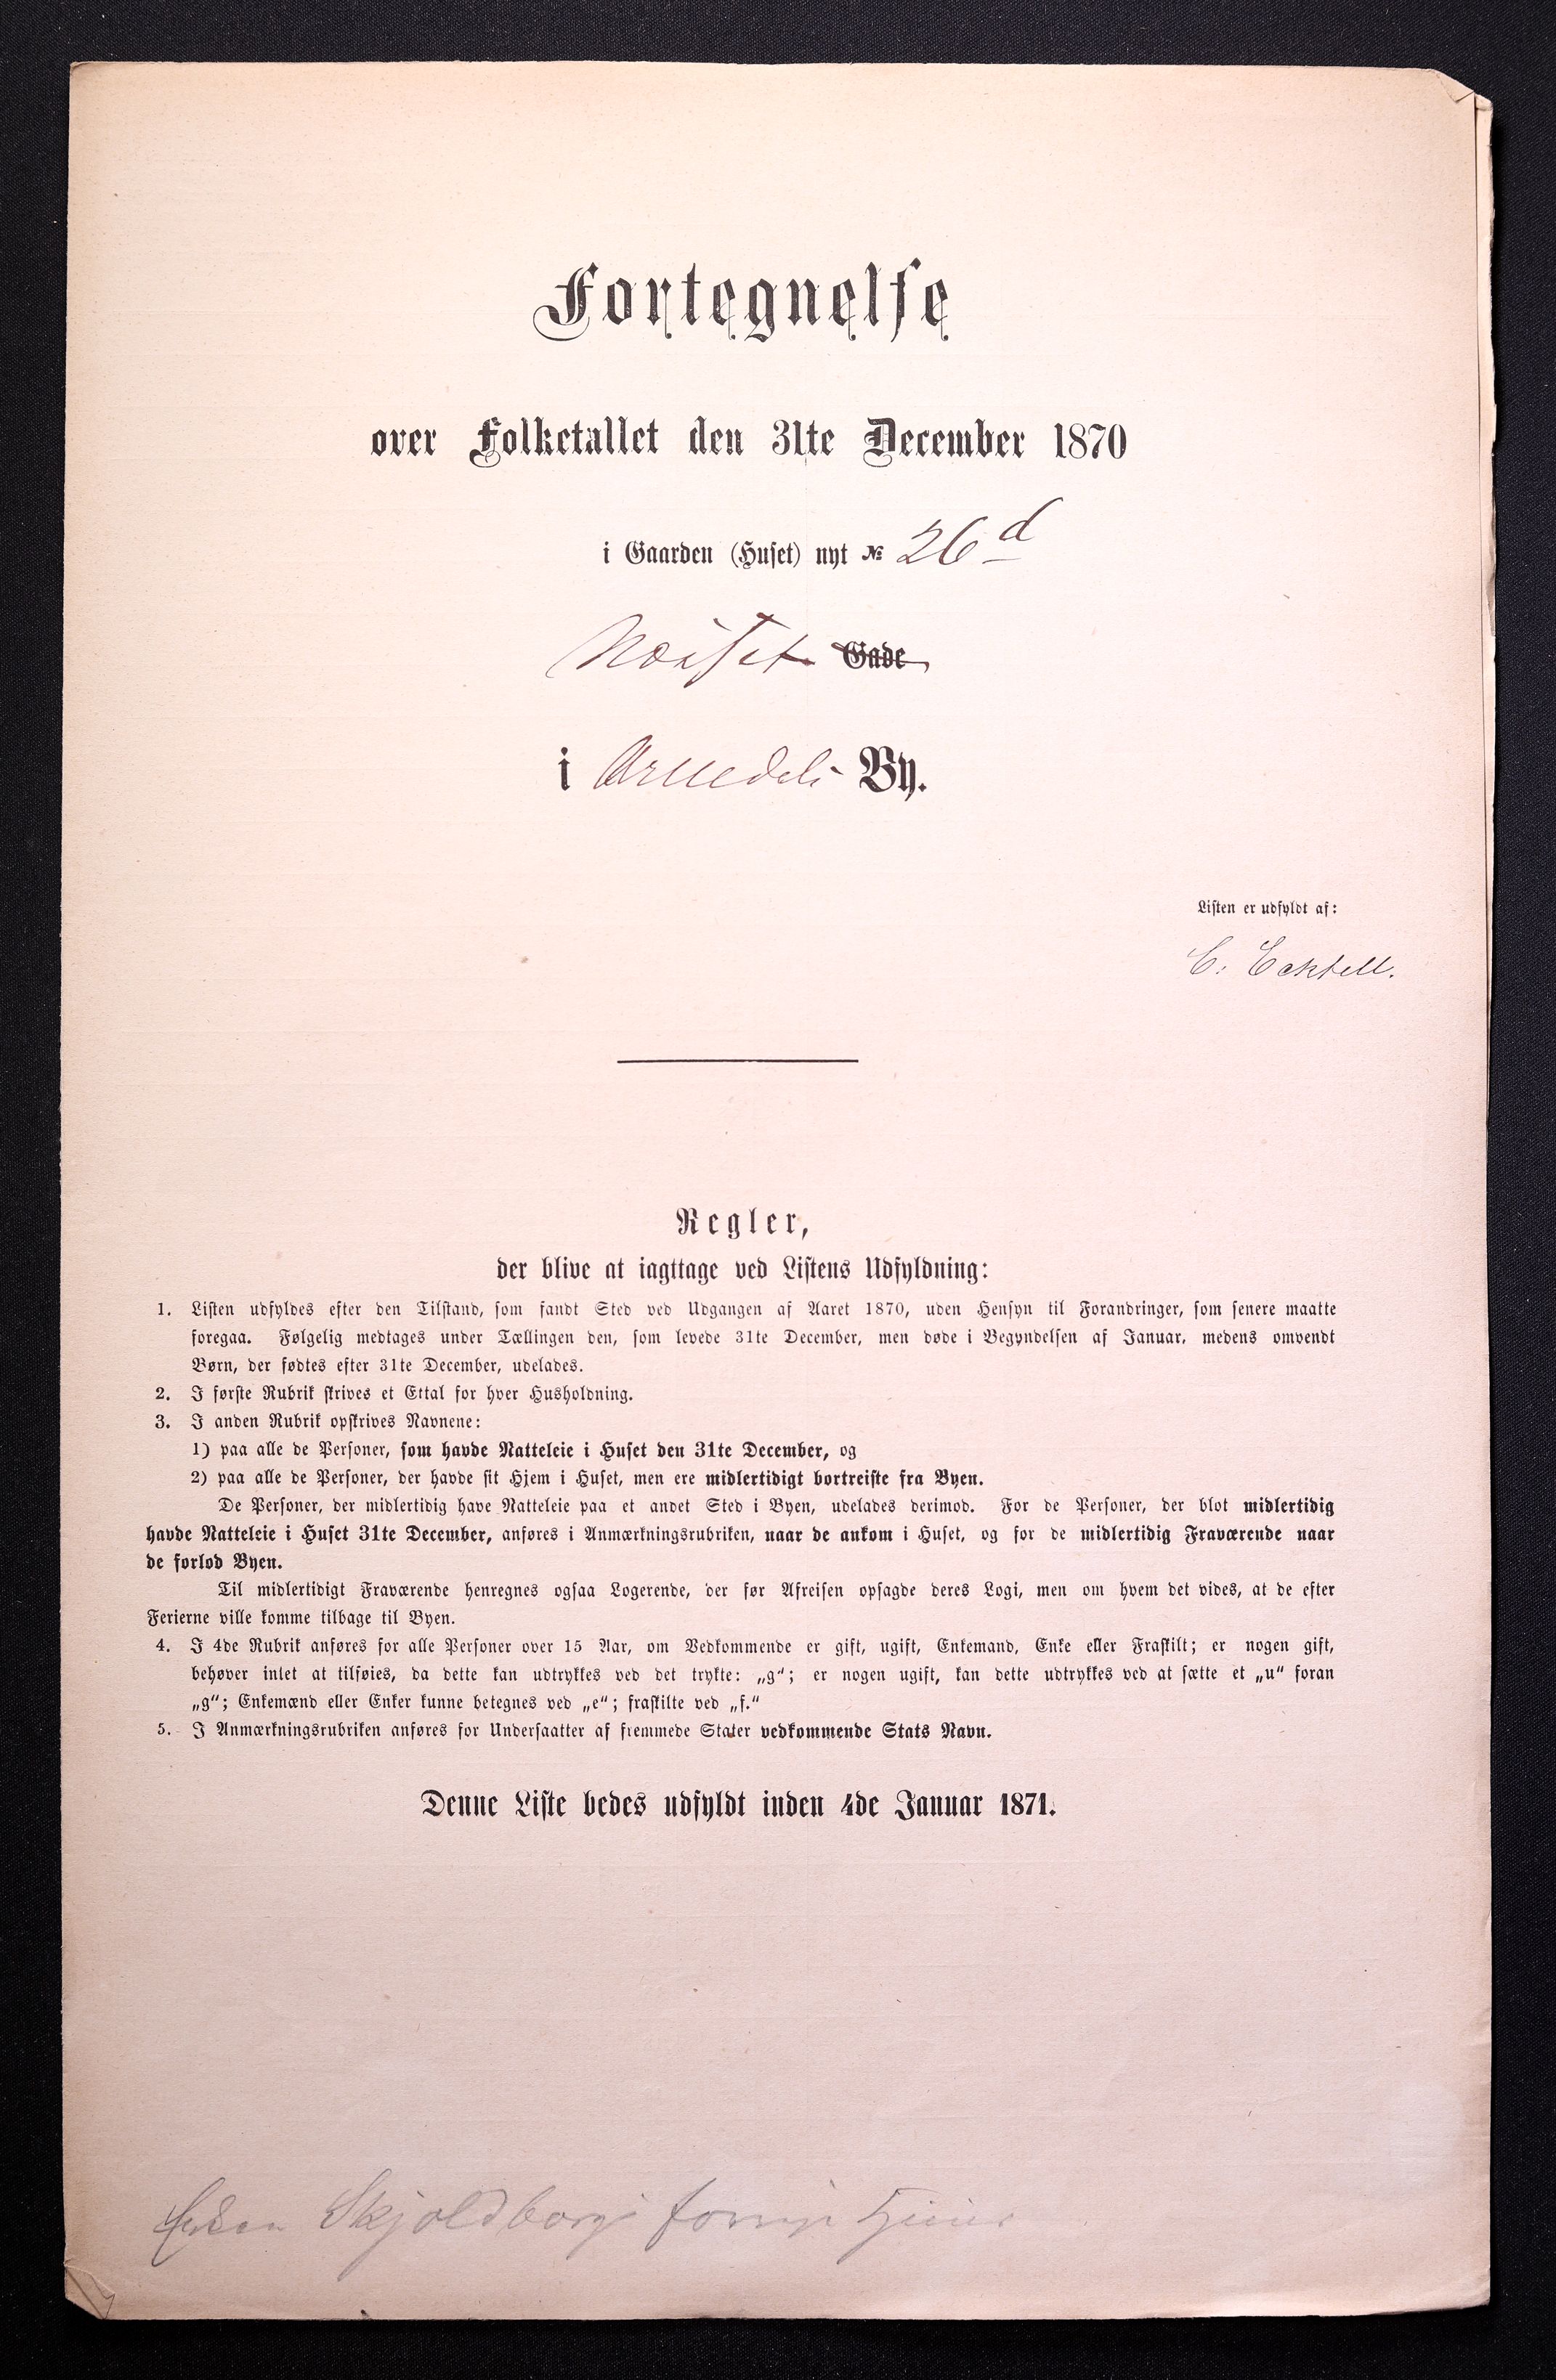 Fortegnelse
over Folketallet den 31te December 1870
i Gaarden (Huset) nyt № 26 d
Gade
i Arendals By.
Listen er udfyldt af:
C. Ecktell.
Regler,
der blive at iagttage ved Listens Udfyldning:
1. Listen udfyldes efter den Tilstand, som fandt Sted ved Udgangen af Aaret 1870, uden Hensyn til Forandringer, som senere maatte
foregaa. Følgelig medtages under Tællingen den, som levede 31te December, men døde i Begyndelsen af Januar, medens omvendt
Børn, der fødtes efter 31te December, udelades.
2. I første Rubrik skrives et Ettal for hver Husholdning.
3. I anden Rubrik opskrives Navnene:
1) paa alle de Personer, som havde Natteleie i Huset den 31te December, og
2) paa alle de Personer, der havde sit Hjem i Huset, men ere midlertidigt bortreiste fra Byen.
De Personer, der midlertidig have Natteleie paa et andet Sted i Byen, udelades derimod. For de Personer, der blot midlertidig
havde Natteleie i Huset 31te December, anføres i Anmærkningsrubriken, naar de ankom i Huset, og for de midlertidig Fraværende naar
de forlod Byen.
Til midlertidigt Fraværende henregnes ogsaa Logerende, der før Afreisen opsagde deres Logi, men om hvem det vides, at de efter
Ferierne ville komme tilbage til Byen.
4. I 4de Rubrik anføres for alle Personer over 15 Aar, om Vedkommende er gift, ugift, Enkemand, Enke eller Fraskilt; er nogen gift,
behøver intet at tilføies, da dette kan udtrykkes ved det trykte: „g"; er nogen ugift, kan dette udtrykkes ved at sætte et „u" foran
„g"; Enkemænd eller Enker kunne betegnes ved „e"; fraskilte ved „f."
5. I Anmærkningsrubriken anføres for Undersaatter af fremmede Stater vedkommende Stats Navn.
Denne Liste bedes udfyldt inden 4de Januar 1871.
Skjoldborgs